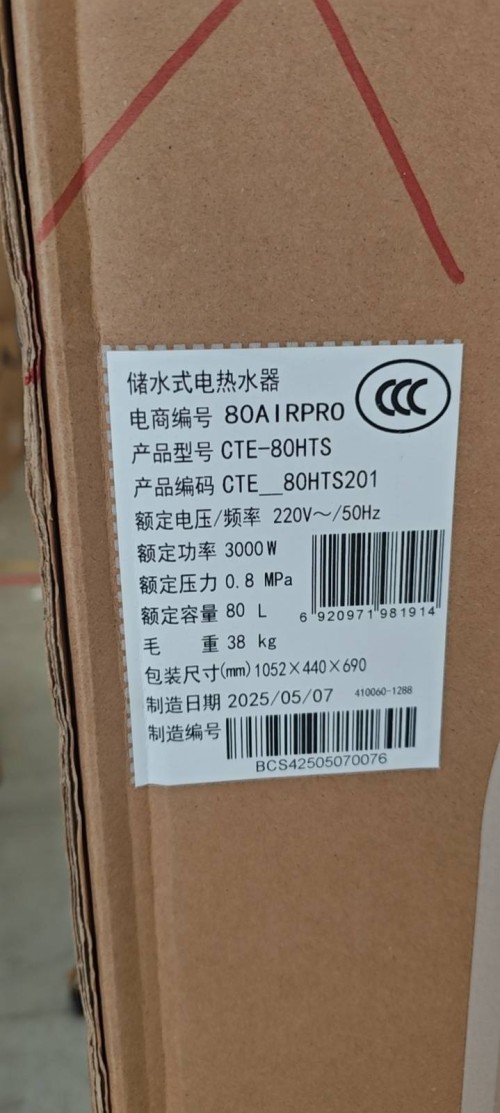 储水式电热水器
CCC
电商编号 80AIRPRO
产品型号 CTE-80HTS
产品编码 CTE__80HTS201
额定电压/频率 220V～/50Hz
额定功率 3000W
额定压力 0.8 MPa
额定容量 80 L
6 920971 981914
毛 重 38 kg
包装尺寸(mm)1052×440×690
制造日期 2025/05/07 410060-1288
制造编号
BCS42505070076